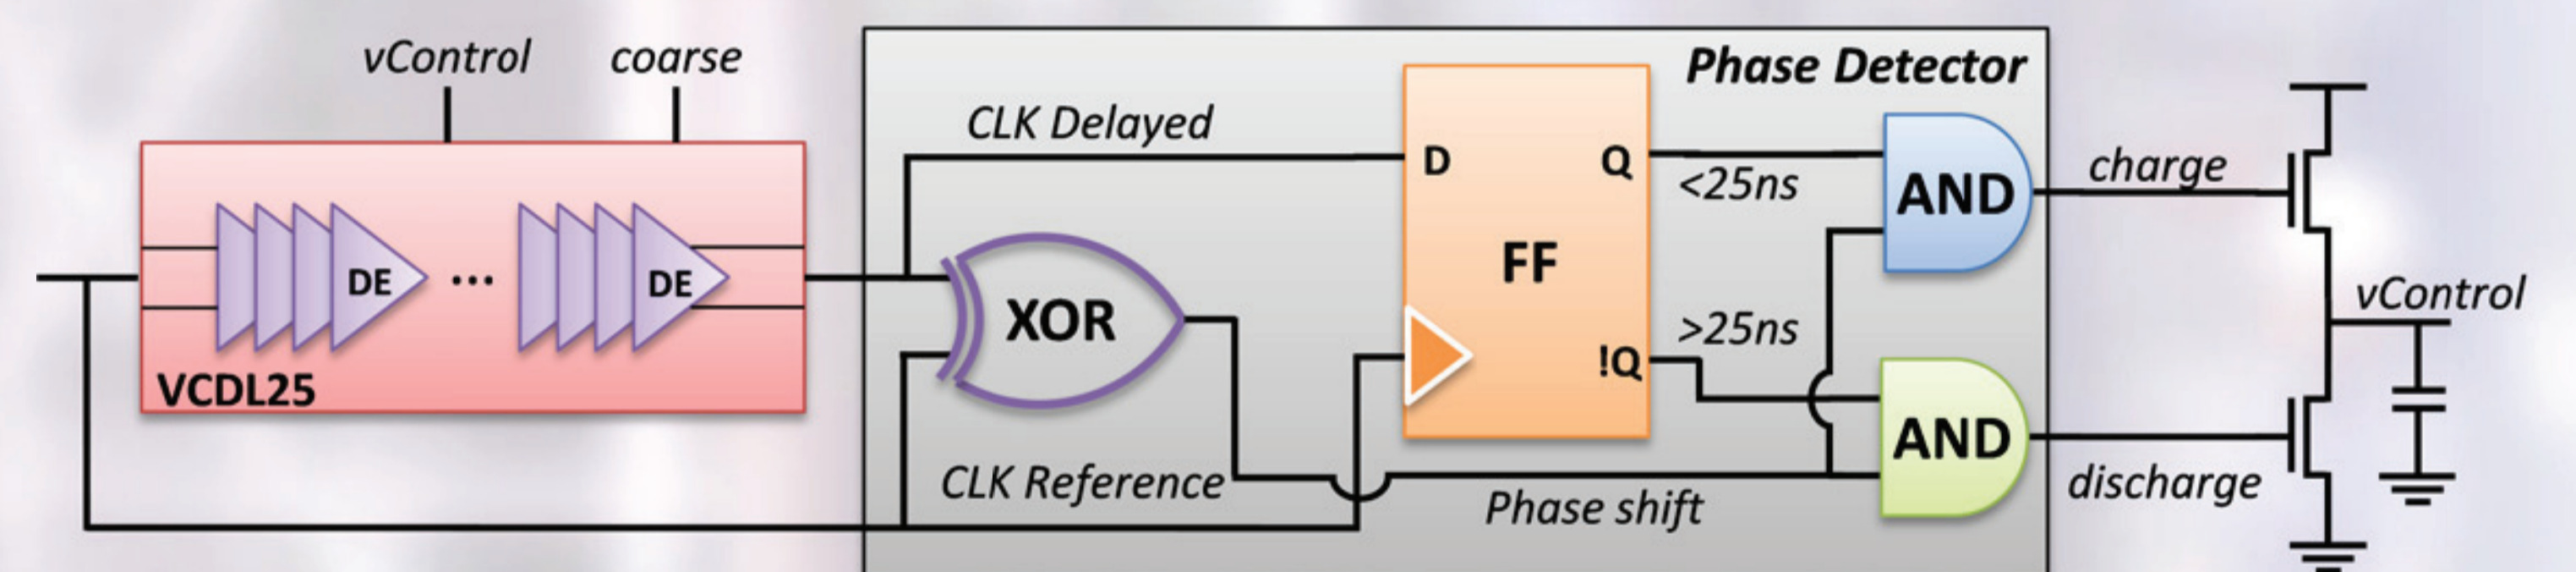 vControl
coarse
DE
...
DE
VCDL25
Phase Detector
CLK Delayed
XOR
CLK Reference
D
Q
FF
!Q
<25ns
>25ns
Phase shift
AND
AND
charge
discharge
vControl